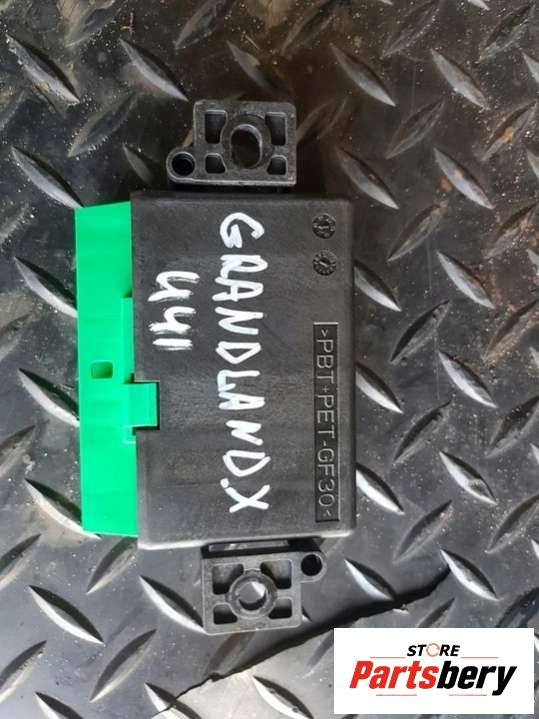 GRANDLAND.X
441
>PBT+PET-GF30<
STORE
Partsbery